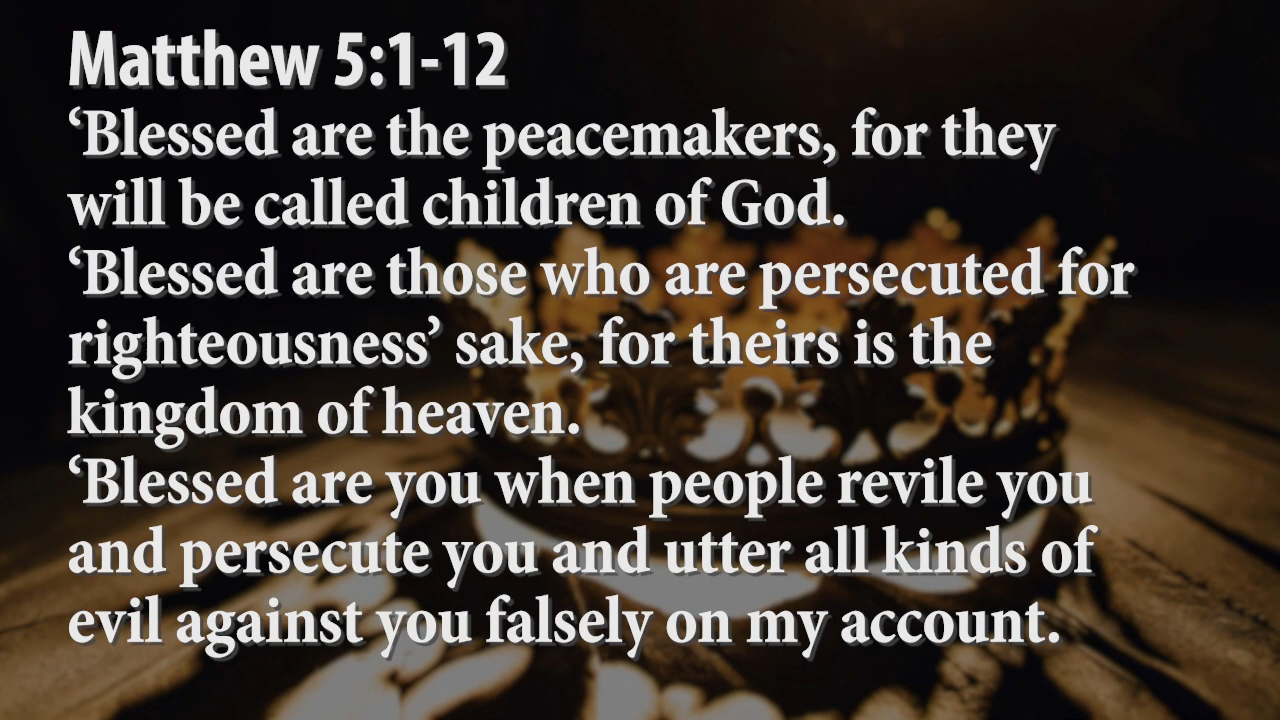 Matthew 5:1-12
‘Blessed are the peacemakers, for they
will be called children of God.
‘Blessed are those who are persecuted for
righteousness’ sake, for theirs is the
kingdom of heaven.
‘Blessed are you when people revile you
and persecute you and utter all kinds of
evil against you falsely on my account.